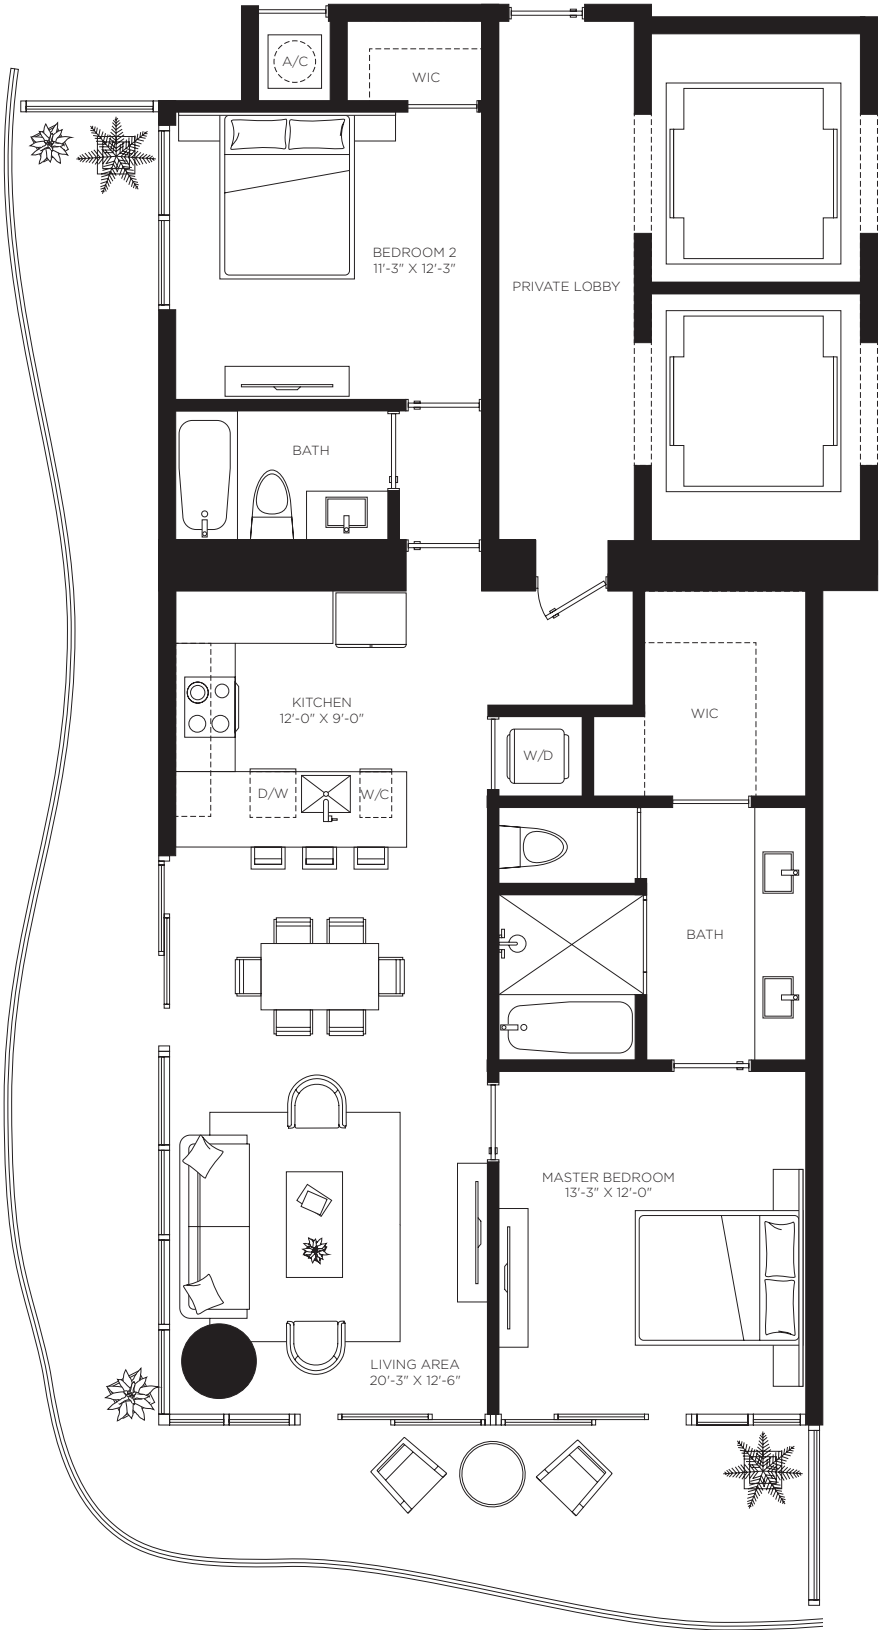 A/C
WIC
BEDROOM 2
11'-3" X 12'-3"
PRIVATE LOBBY
BATH
KITCHEN
12'-0" X 9'-0"
WIC
W/D
D/W
W/C
BATH
MASTER BEDROOM
13'-3" X 12'-0"
LIVING AREA
20'-3" X 12'-6"